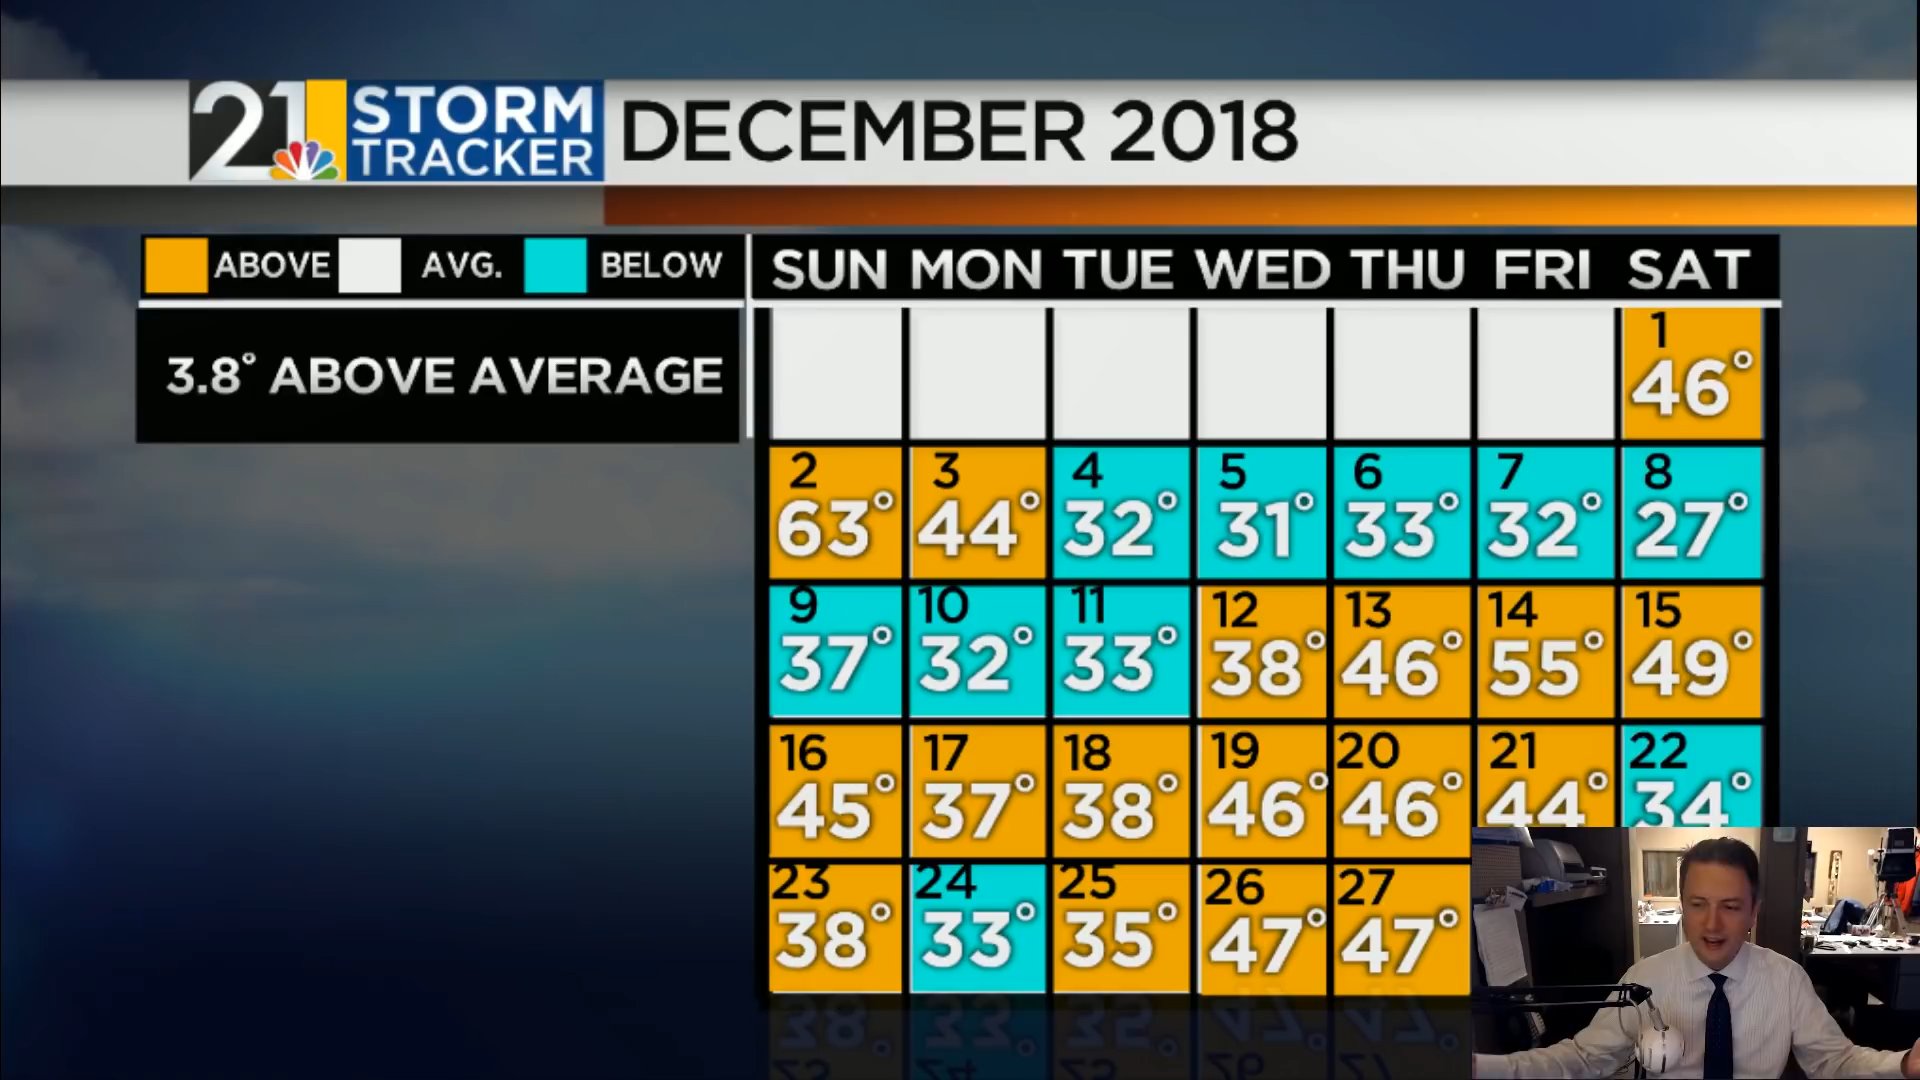 21 STORM TRACKER DECEMBER 2018
ABOVE AVG. BELOW
3.8° ABOVE AVERAGE
SUN MON TUE WED THU FRI SAT
1
46°
2 3 4 5 6 7 8
63° 44° 32° 31° 33° 32° 27°
9 10 11 12 13 14 15
37° 32° 33° 38° 46° 55° 49°
16 17 18 19 20 21 22
45° 37° 38° 46° 46° 44° 34°
23 24 25 26 27
38° 33° 35° 47° 47°